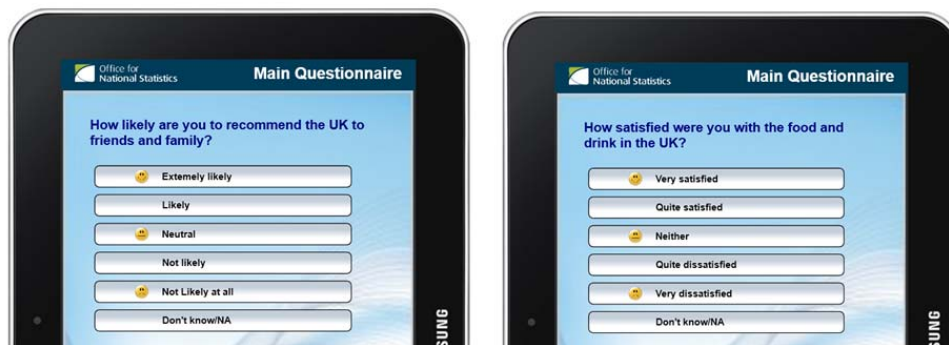 Office for
National Statistics
Main Questionnaire
How likely are you to recommend the UK to
friends and family?
Extemely likely
Likely
Neutral
Not likely
Not Likely at all
Don't know/NA
Office for
National Statistics
Main Questionnaire
How satisfied were you with the food and
drink in the UK?
Very satisfied
Quite satisfied
Neither
Quite dissatisfied
Very dissatisfied
Don't know/NA